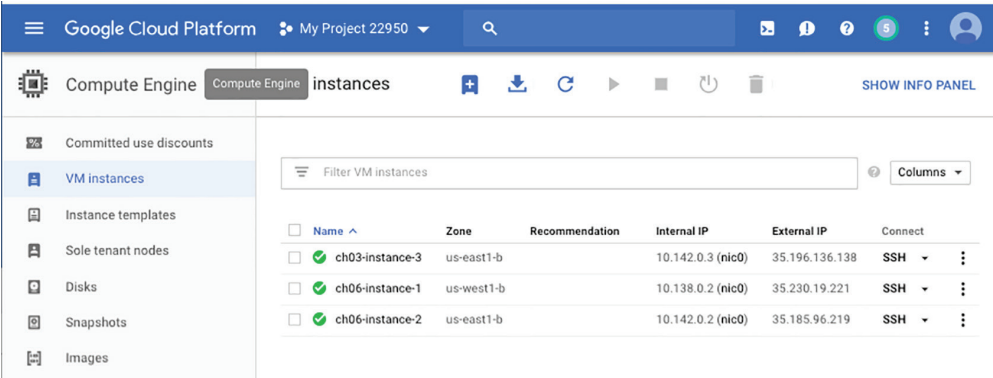 Google Cloud Platform My Project 22950 5
Compute Engine Compute Engine instances SHOW INFO PANEL
Committed use discounts
VM instances
Instance templates
Sole tenant nodes
Disks
Snapshots
Images
Filter VM instances Columns
Name Zone Recommendation Internal IP External IP Connect
ch03-instance-3 us-east1-b 10.142.0.3 (nic0) 35.196.136.138 SSH
ch06-instance-1 us-west1-b 10.138.0.2 (nic0) 35.230.19.221 SSH
ch06-instance-2 us-east1-b 10.142.0.2 (nic0) 35.185.96.219 SSH